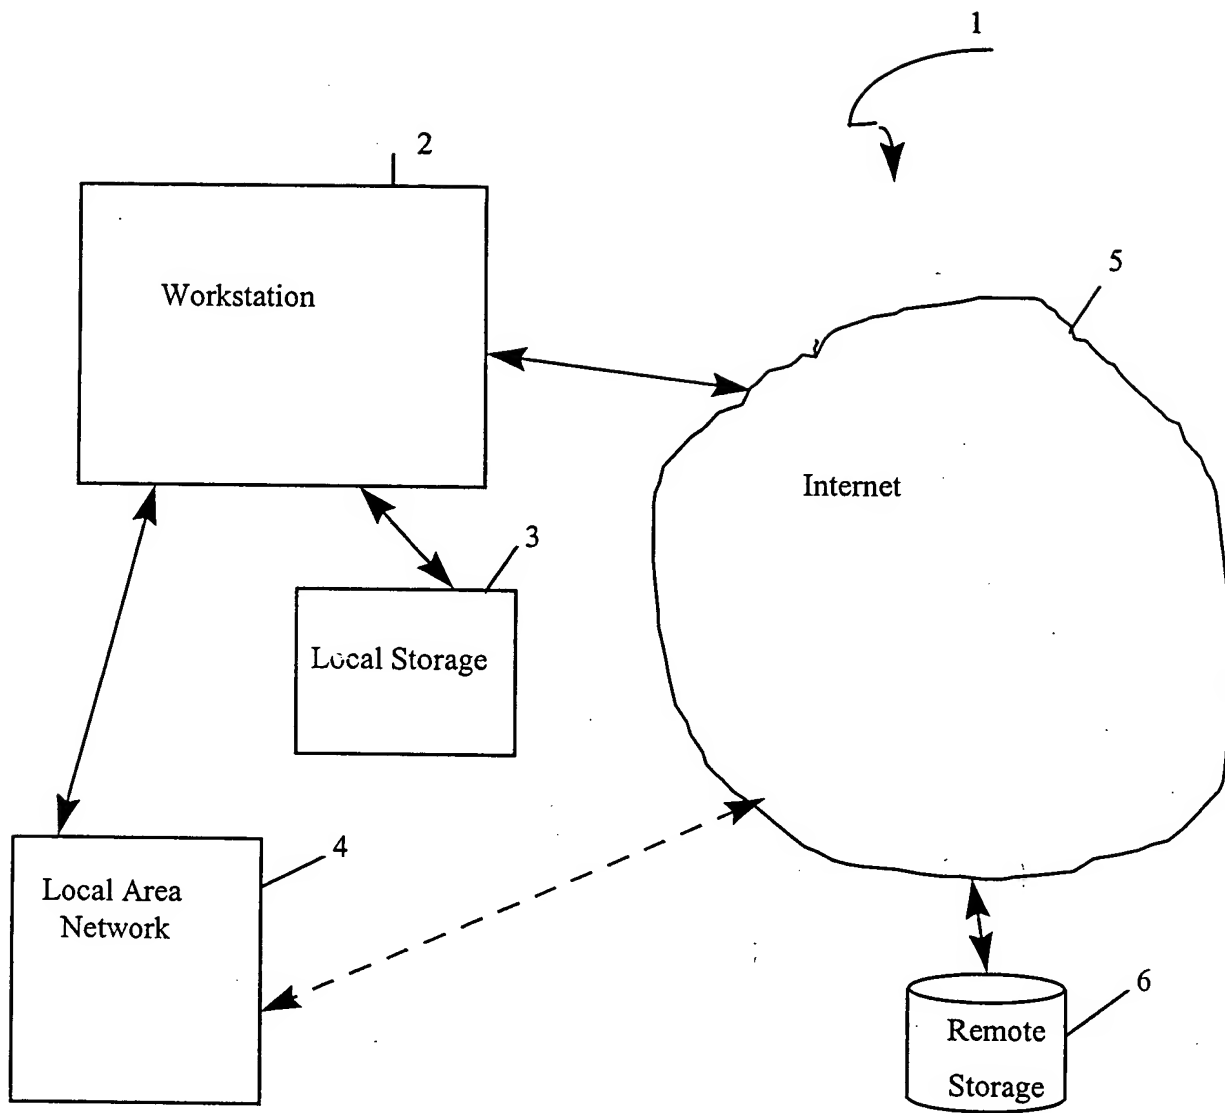 1
2
Workstation
5
Internet
3
Local Storage
4
Local Area
Network
6
Remote
Storage